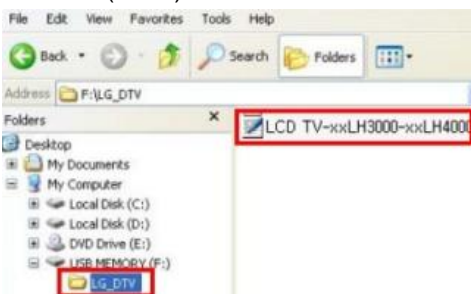 File Edit View Favorites Tools Help
Back Search Folders
Address F:\LG_DTV
Folders x
LCD TV-xxLH3000-xxLH4000
Desktop
My Documents
My Computer
Local Disk (C:)
Local Disk (D:)
DVD Drive (E:)
USB MEMORY (F:)
LG_DTV